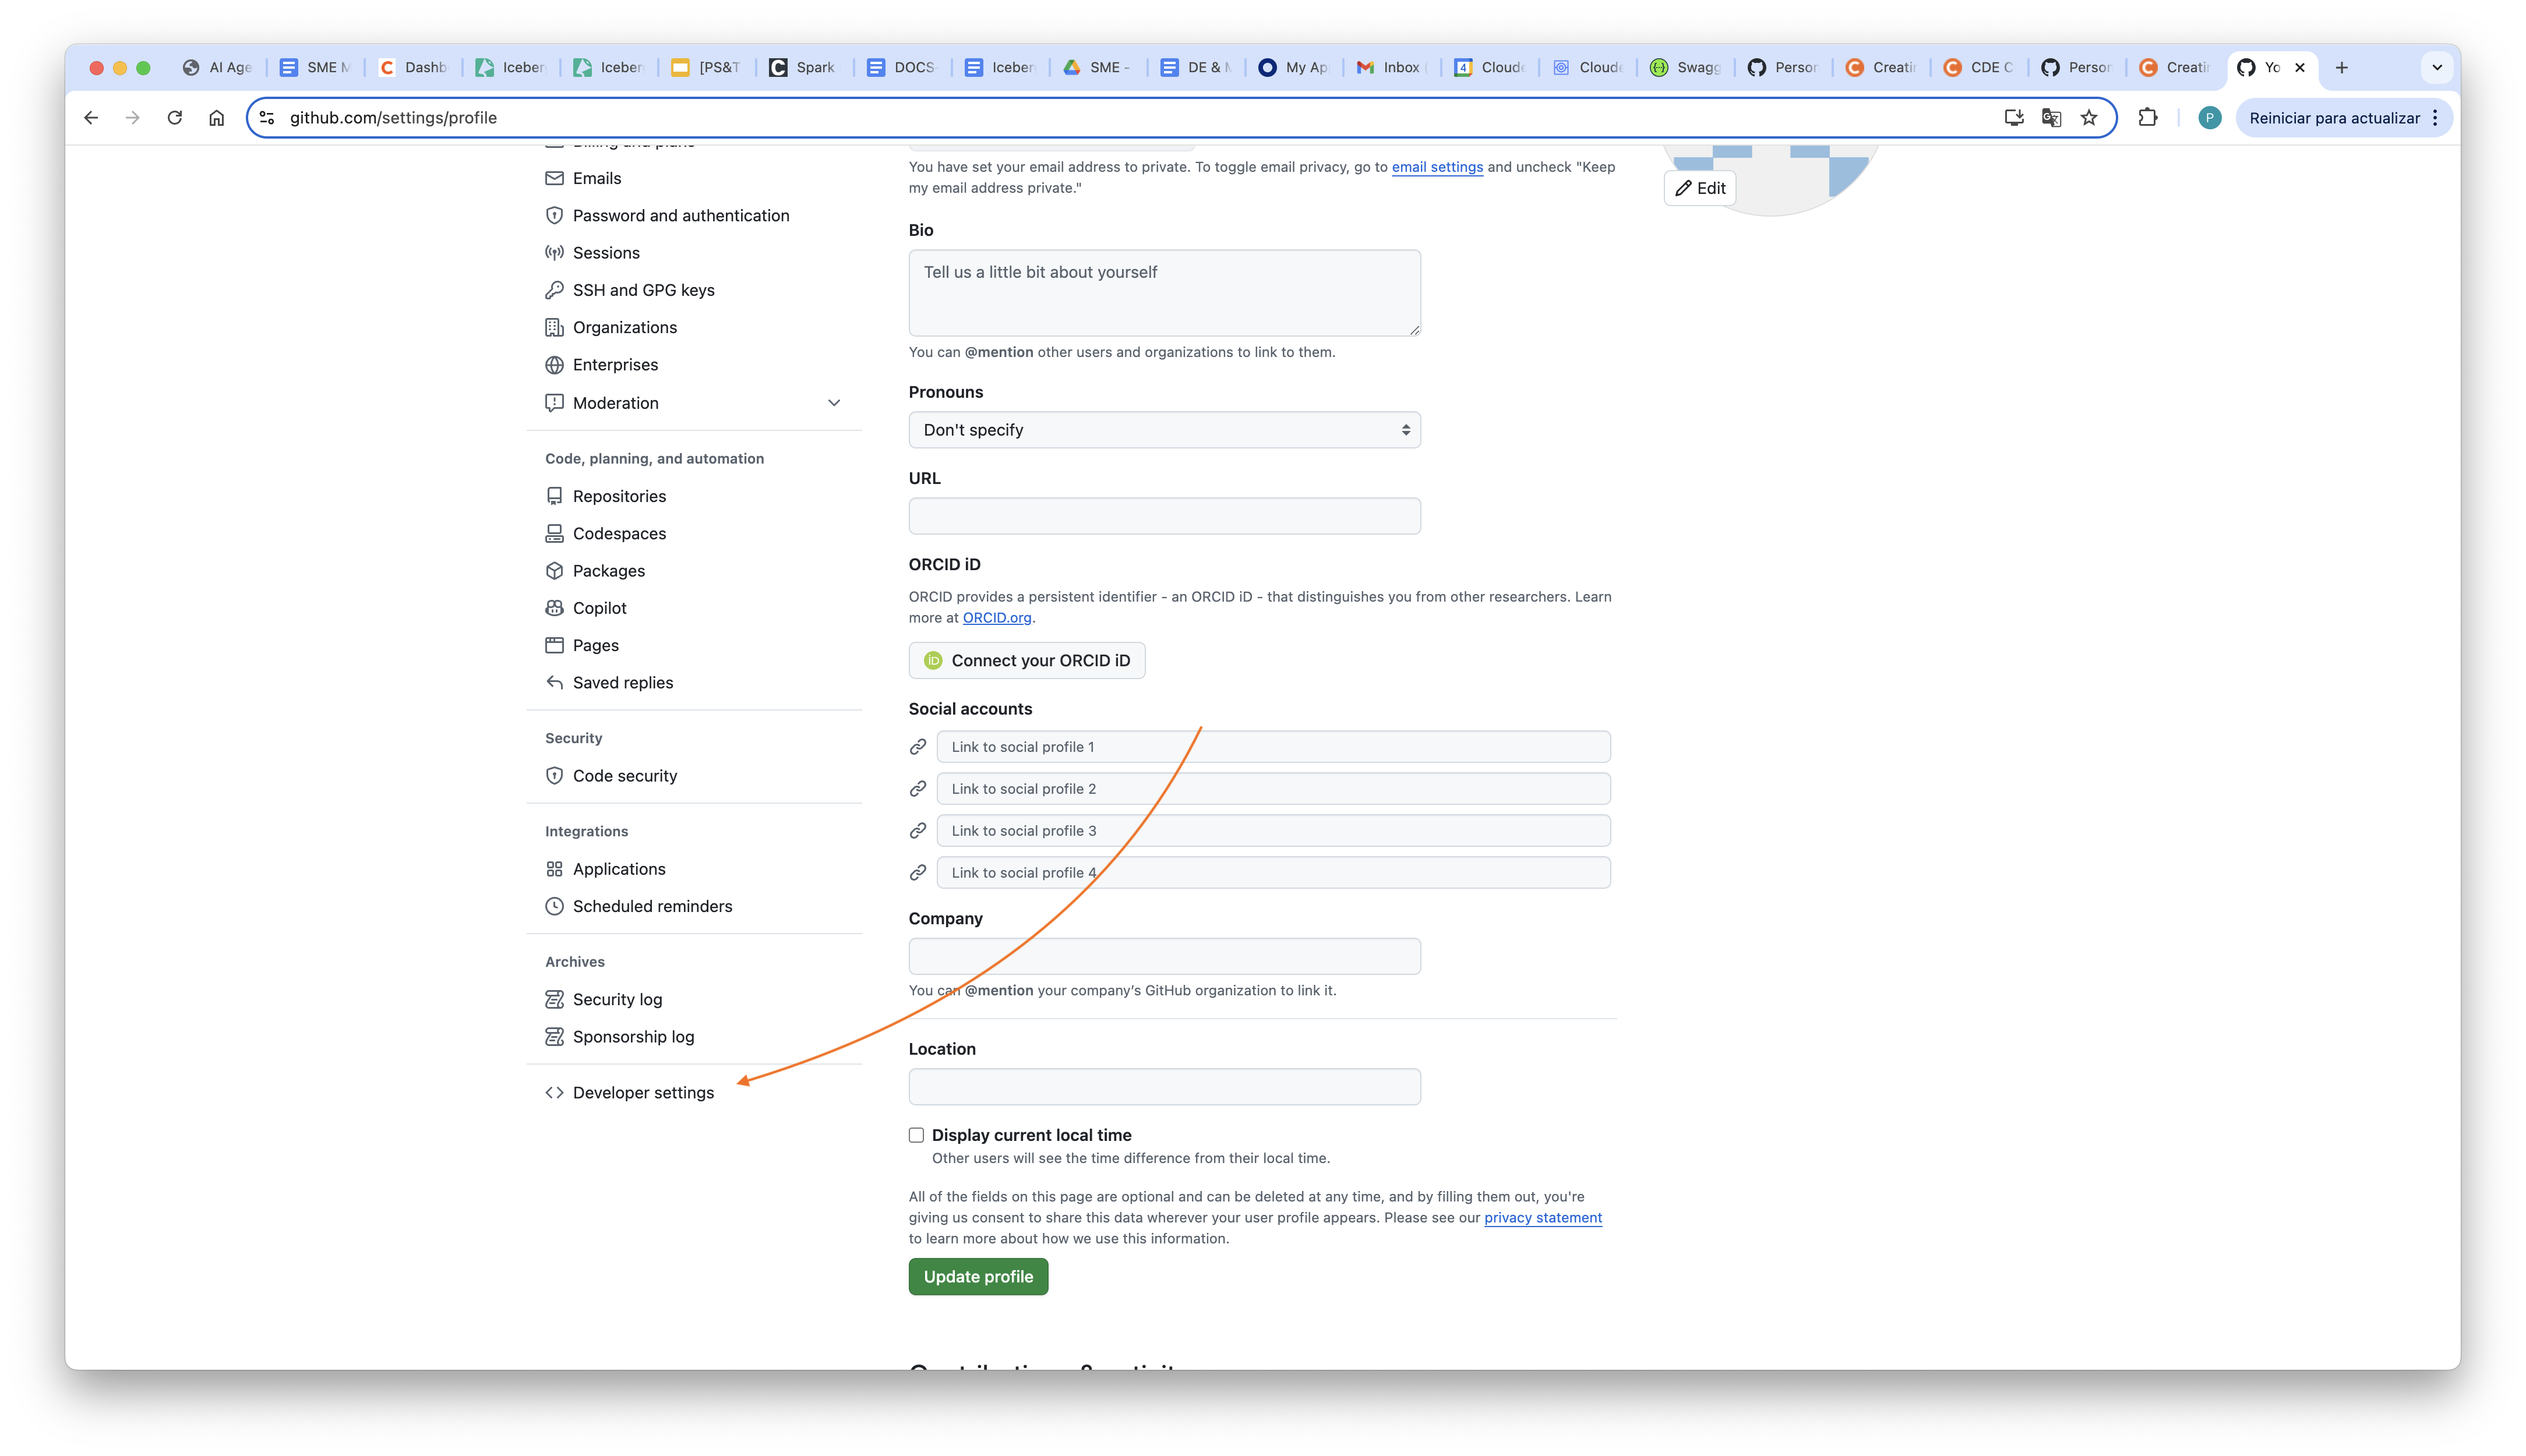 AI Age
SME M
Dashb
Iceber
Iceber
[PS&T
Spark
DOCS
Iceber
SME -
DE & M
My Ap
Inbox
Cloude
Cloude
Swagg
Person
Creatin
CDE C
Person
Creatin
Yo
github.com/settings/profile
Reiniciar para actualizar
P
4
Billing and plans
Emails
Password and authentication
Sessions
SSH and GPG keys
Organizations
Enterprises
Moderation
Code, planning, and automation
Repositories
Codespaces
Packages
Copilot
Pages
Saved replies
Security
Code security
Integrations
Applications
Scheduled reminders
Archives
Security log
Sponsorship log
Developer settings
You have set your email address to private. To toggle email privacy, go to email settings and uncheck "Keep
my email address private."
Edit
Bio
Tell us a little bit about yourself
You can @mention other users and organizations to link to them.
Pronouns
Don't specify
URL
ORCID iD
ORCID provides a persistent identifier - an ORCID iD - that distinguishes you from other researchers. Learn
more at ORCID.org.
iD Connect your ORCID iD
Social accounts
Link to social profile 1
Link to social profile 2
Link to social profile 3
Link to social profile 4
Company
You can @mention your company's GitHub organization to link it.
Location
Display current local time
Other users will see the time difference from their local time.
All of the fields on this page are optional and can be deleted at any time, and by filling them out, you're
giving us consent to share this data wherever your user profile appears. Please see our privacy statement
to learn more about how we use this information.
Update profile